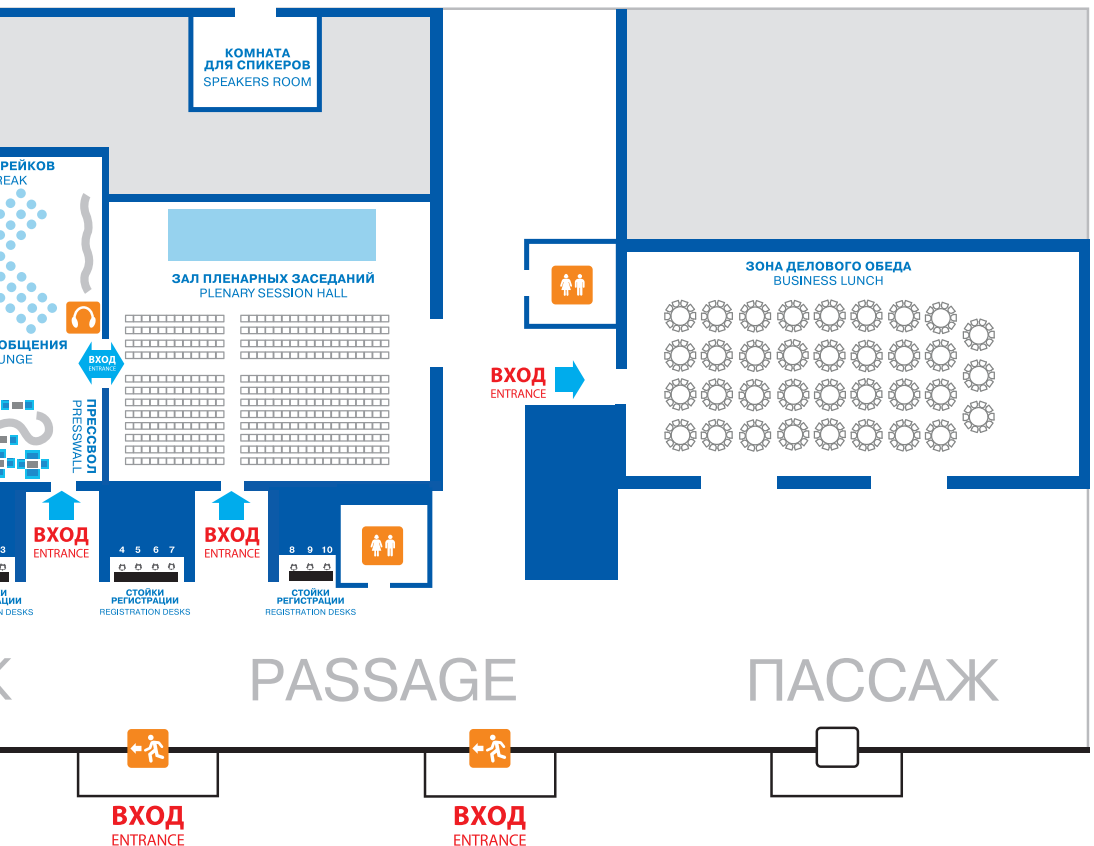 КОМНАТА
ДЛЯ СПИКЕРОВ
SPEAKERS ROOM
РЕЙКОВ
REAK
ЗАЛ ПЛЕНАРНЫХ ЗАСЕДАНИЙ
PLENARY SESSION HALL
ЗОНА ДЕЛОВОГО ОБЕДА
BUSINESS LUNCH
ОБЩЕНИЯ
UNGE
ВХОД
ENTRANCE
ВХОД
ENTRANCE
ПРЕССВОЛ
PRESSWALL
ВХОД
ENTRANCE
ВХОД
ENTRANCE
3
4 5 6 7
8 9 10
И
АЦИИ
N DESKS
СТОЙКИ
РЕГИСТРАЦИИ
REGISTRATION DESKS
СТОЙКИ
РЕГИСТРАЦИИ
REGISTRATION DESKS
PASSAGE
ПАССАЖ
ВХОД
ENTRANCE
ВХОД
ENTRANCE